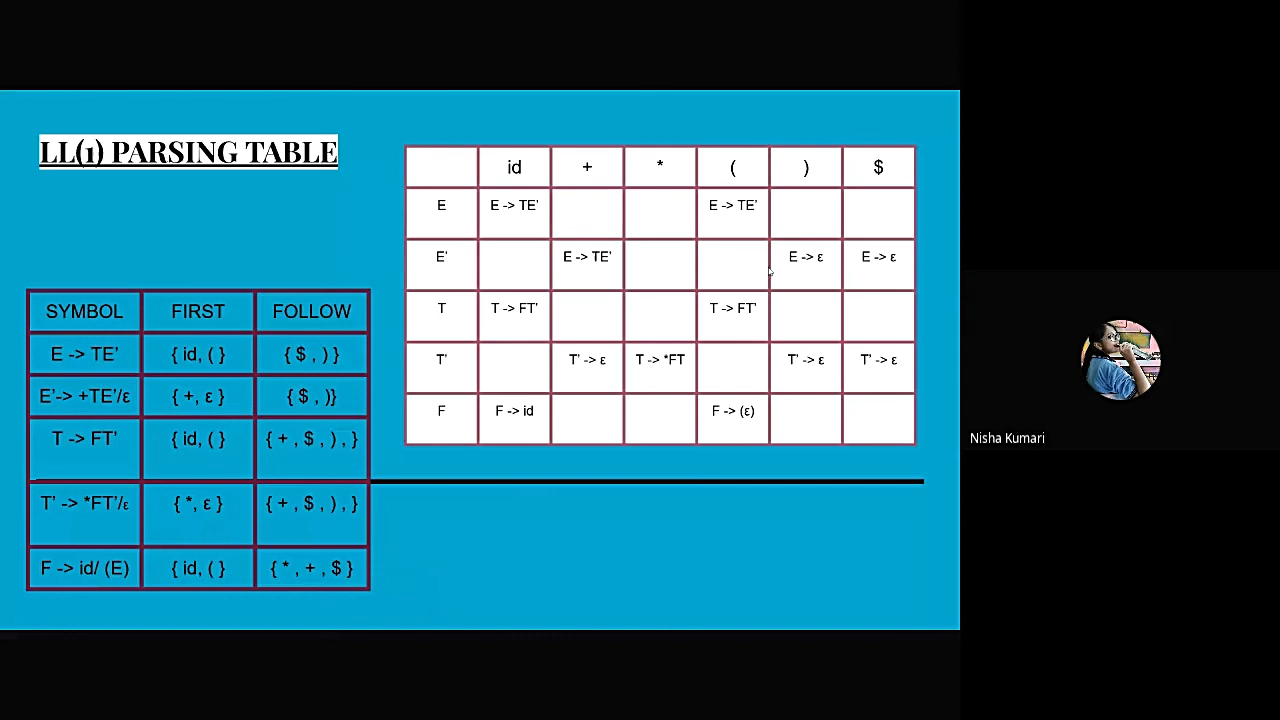 LL(1) PARSING TABLE
id + * ( ) $
E E -> TE' E -> TE'
E' E -> TE' E -> ε E -> ε
T T -> FT' T -> FT'
T' T' -> ε T -> *FT T' -> ε T' -> ε
F F -> id F -> (ε)
SYMBOL FIRST FOLLOW
E -> TE' { id, ( } { $ , ) }
E'-> +TE'/ε { +, ε } { $ , )}
T -> FT' { id, ( } { + , $ , ) , }
T' -> *FT'/ε { *, ε } { + , $ , ) , }
F -> id/ (E) { id, ( } { * , + , $ }
Nisha Kumari